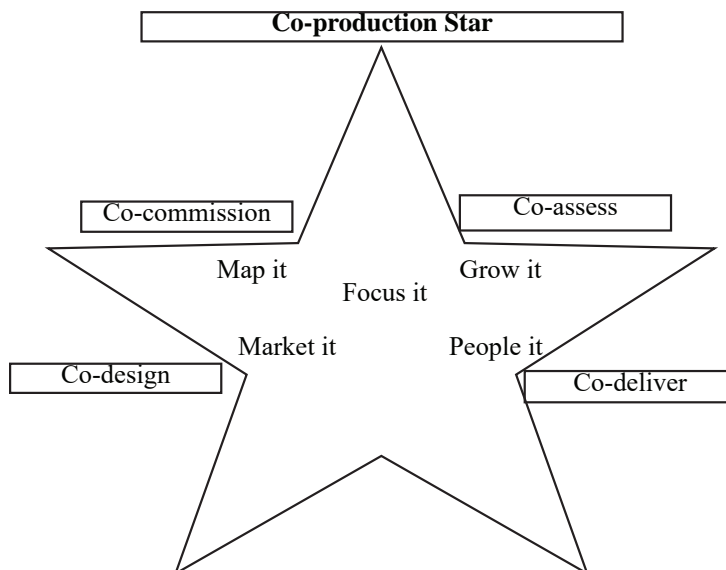 Co-production Star
Co-commission
Co-assess
Map it
Grow it
Focus it
Market it
People it
Co-design
Co-deliver